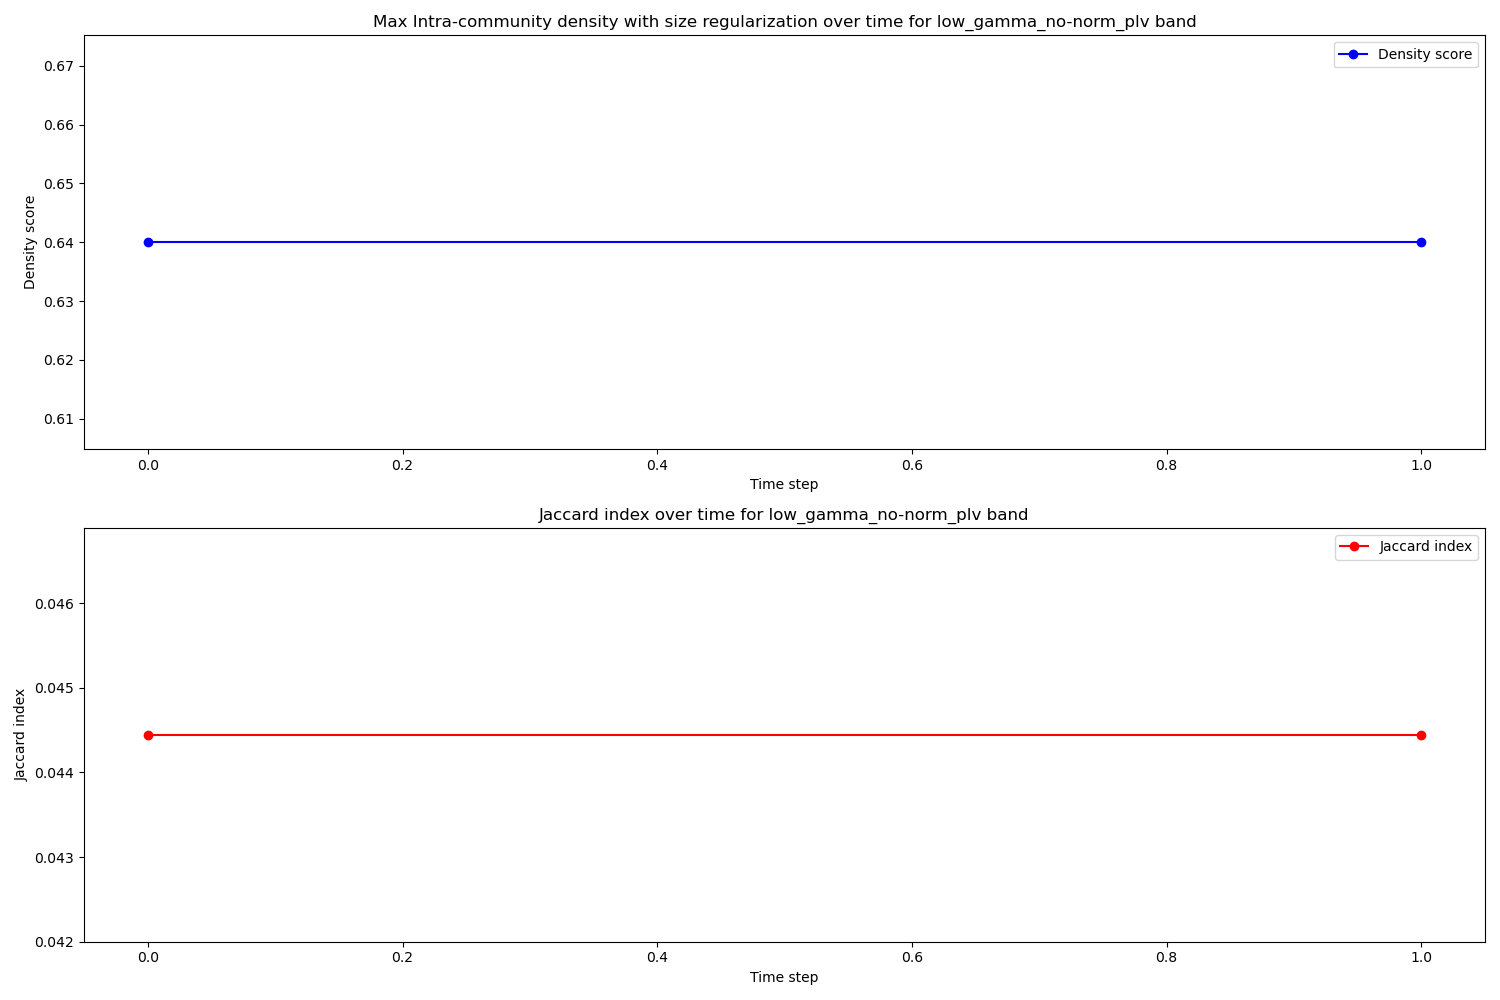 Max Intra-community density with size regularization over time for low_gamma_no-norm_plv band
Density score
0.67
0.66
0.65
0.64
0.63
0.62
0.61
Density score
0.0 0.2 0.4 0.6 0.8 1.0
Time step
Jaccard index over time for low_gamma_no-norm_plv band
Jaccard index
0.046
0.045
0.044
0.043
0.042
Jaccard index
0.0 0.2 0.4 0.6 0.8 1.0
Time step